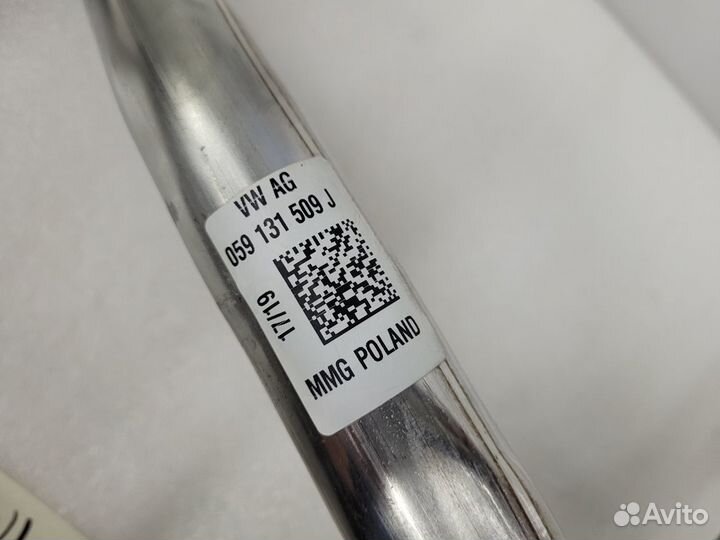 VW AG
059 131 509 J
17/19
MMG POLAND
Avito